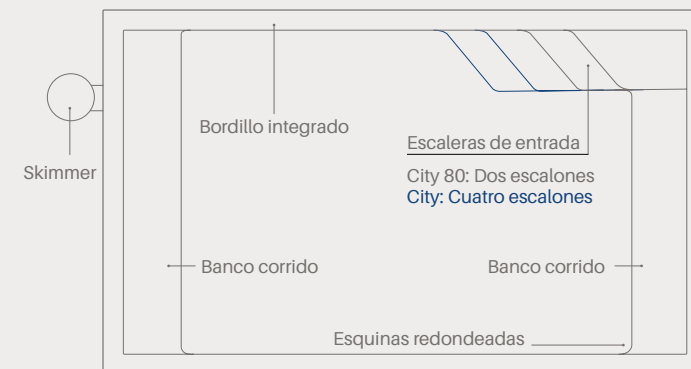 Bordillo integrado
Escaleras de entrada
Skimmer
City 80: Dos escalones
City: Cuatro escalones
Banco corrido
Banco corrido
Esquinas redondeadas